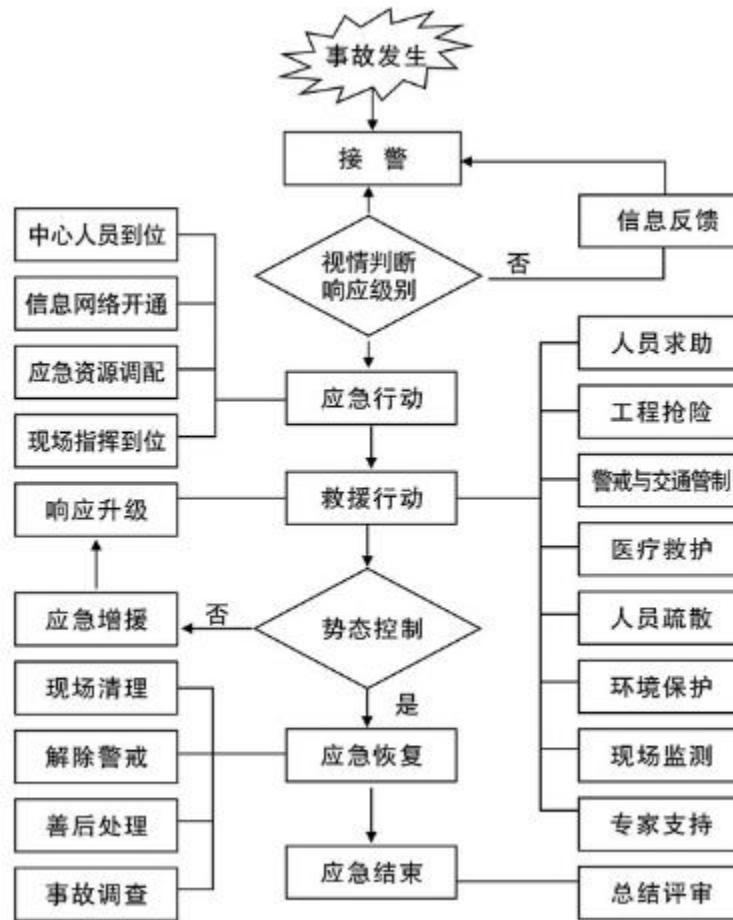 事故发生
接 警
信息反馈
中心人员到位
视情判断
响应级别
否
信息网络开通
人员求助
应急资源调配
应急行动
工程抢险
现场指挥到位
警戒与交通管制
响应升级
救援行动
医疗救护
应急增援
否
势态控制
人员疏散
现场清理
环境保护
是
解除警戒
应急恢复
现场监测
善后处理
专家支持
应急结束
事故调查
总结评审